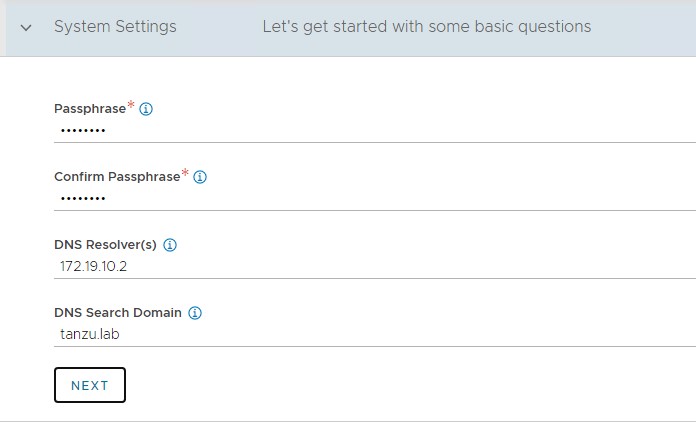 System Settings Let's get started with some basic questions
Passphrase*
••••••••
Confirm Passphrase*
••••••••
DNS Resolver(s)
172.19.10.2
DNS Search Domain
tanzu.lab
NEXT